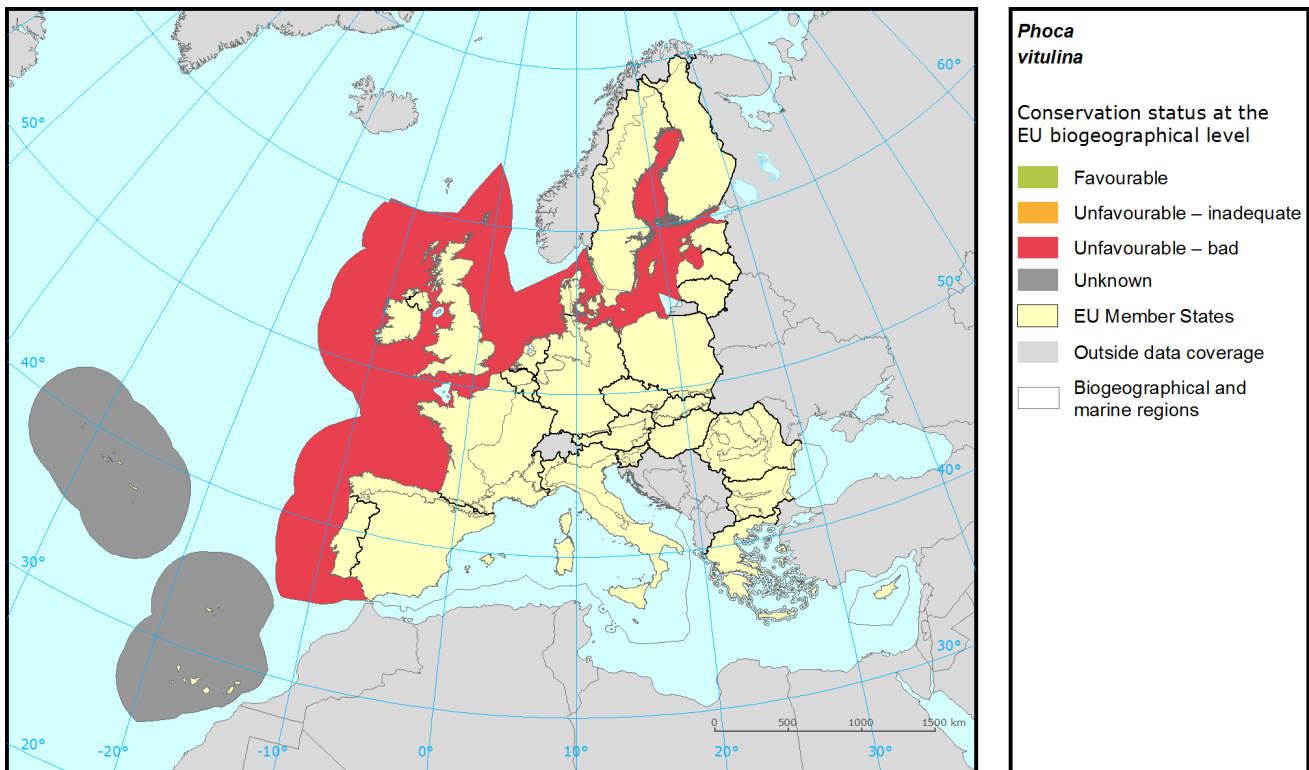 Phoca
vitulina
Conservation status at the
EU biogeographical level
Favourable
Unfavourable – inadequate
Unfavourable – bad
Unknown
EU Member States
Outside data coverage
Biogeographical and
marine regions
60°
50°
50°
40°
40°
30°
30°
20°
-20°
-10°
0°
10°
20°
30°
0 500 1000 1500 km